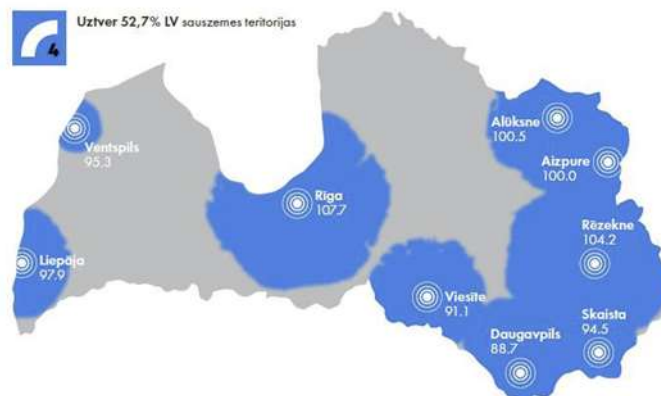 4
Uztver 52,7% LV sauszemes teritorijas
Ventspils
95.3
Liepāja
97.9
Rīga
107.7
Alūksne
100.5
Aizpure
100.0
Rēzekne
104.2
Viesīte
91.1
Daugavpils
88.7
Skaista
94.5